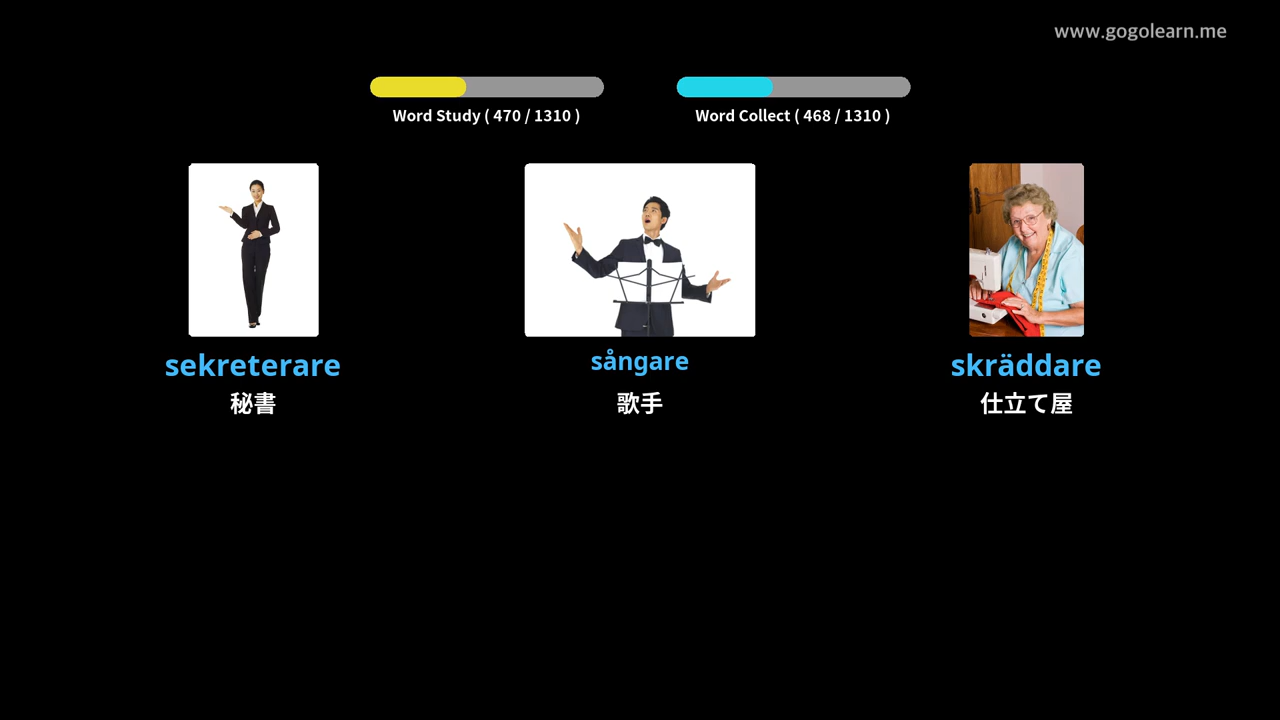 www.gogolearn.me
Word Study ( 470 / 1310 )
Word Collect ( 468 / 1310 )
sekreterare
秘書
sångare
歌手
skräddare
仕立て屋